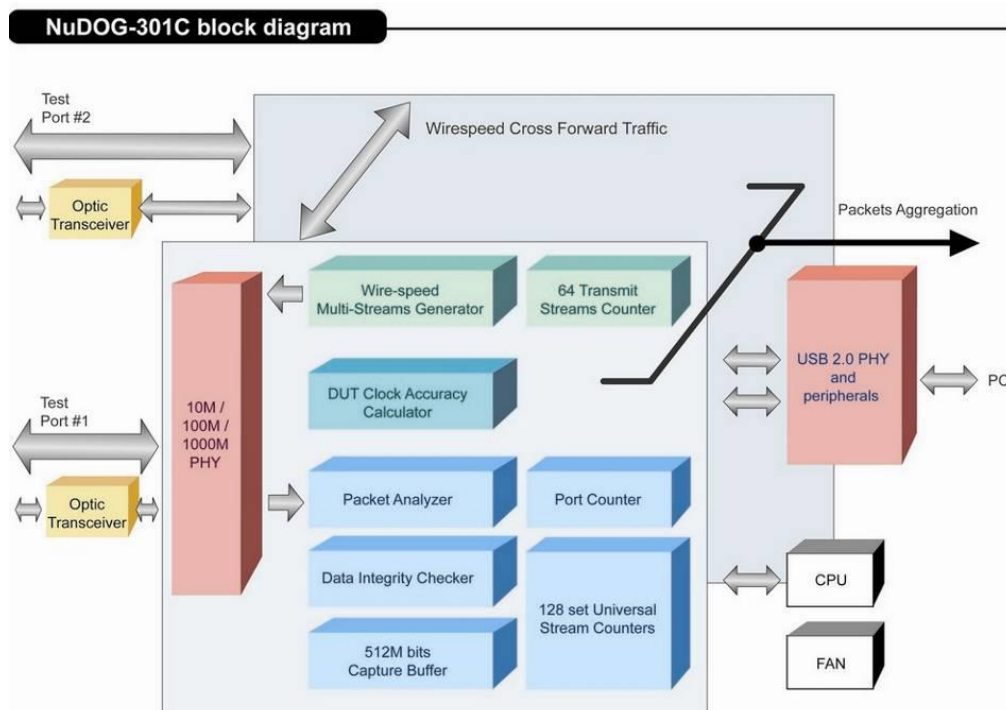 NuDOG-301C block diagram
Test
Port #2
Wirespeed Cross Forward Traffic
Optic
Transceiver
Packets Aggregation
Wire-speed
Multi-Streams Generator
64 Transmit
Streams Counter
USB 2.0 PHY
and
peripherals
PC
DUT Clock Accuracy
Calculator
Test
Port #1
10M /
100M /
1000M
PHY
Optic
Transceiver
Packet Analyzer
Port Counter
Data Integrity Checker
128 set Universal
Stream Counters
512M bits
Capture Buffer
CPU
FAN